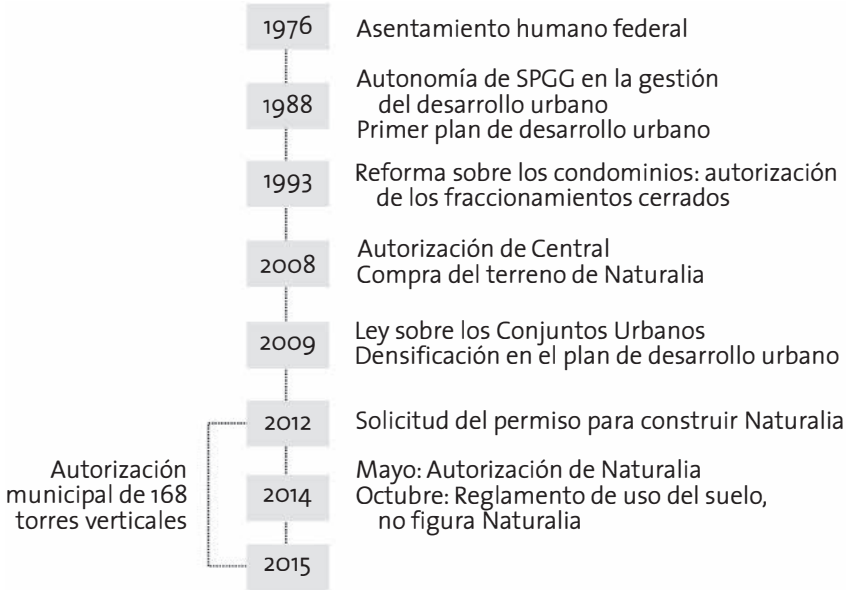 1976
Asentamiento humano federal
1988
Autonomía de SPGG en la gestión
del desarrollo urbano
Primer plan de desarrollo urbano
1993
Reforma sobre los condominios: autorización
de los fraccionamientos cerrados
2008
Autorización de Central
Compra del terreno de Naturalia
2009
Ley sobre los Conjuntos Urbanos
Densificación en el plan de desarrollo urbano
2012
Solicitud del permiso para construir Naturalia
Autorización
municipal de 168
torres verticales
2014
Mayo: Autorización de Naturalia
Octubre: Reglamento de uso del suelo,
no figura Naturalia
2015